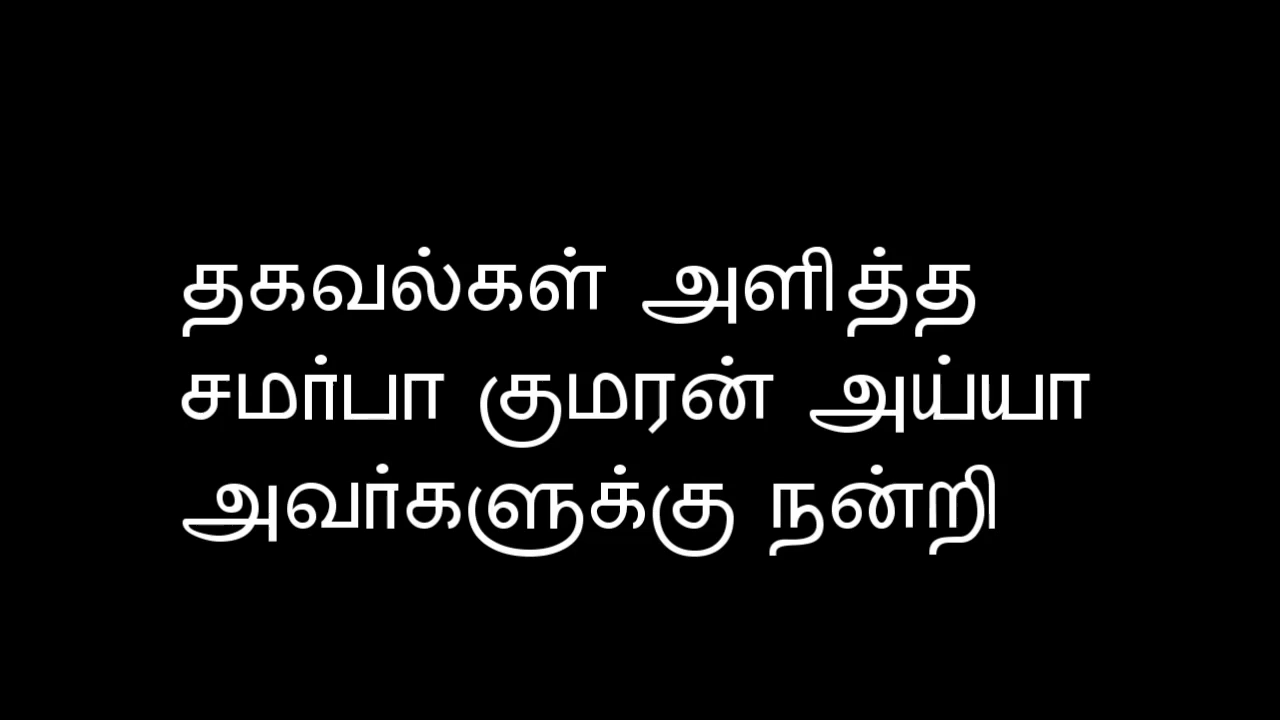 தகவல்கள் அளித்த
சமர்பா குமரன் அய்யா
அவர்களுக்கு நன்றி